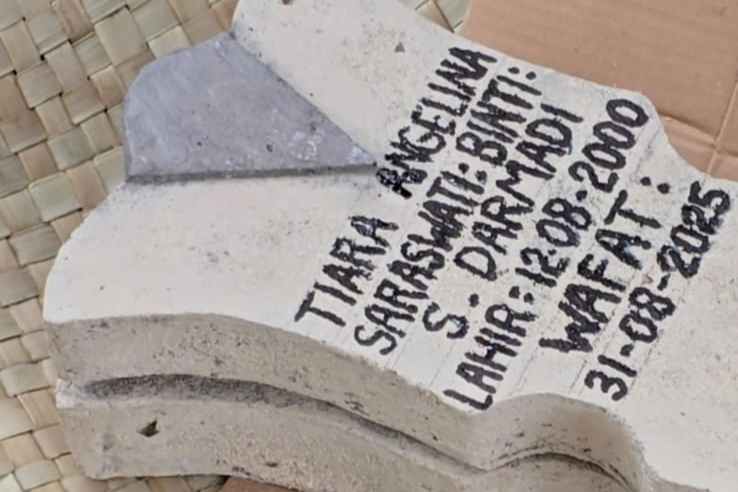 TIARA ANGELINA
SARASWATI: BINTI:
S. DARMADI
LAHIR: 12-08-2000
WAFAT:
31-08-2025